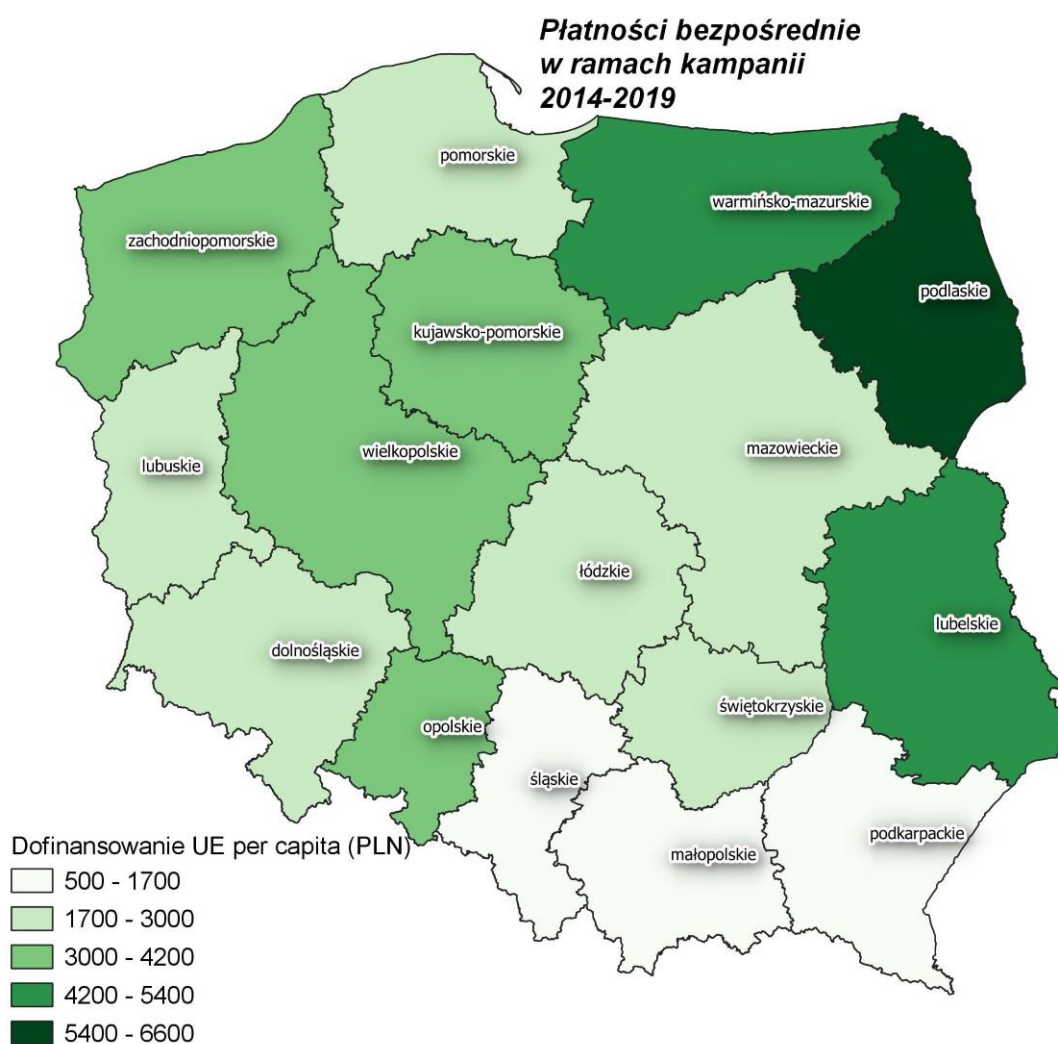 Płatności bezpośrednie
w ramach kampanii
2014-2019
pomorskie
warmińsko-mazurskie
zachodniopomorskie
podlaskie
kujawsko-pomorskie
wielkopolskie
mazowieckie
lubuskie
łódzkie
lubelskie
dolnośląskie
świętokrzyskie
opolskie
śląskie
podkarpackie
małopolskie
Dofinansowanie UE per capita (PLN)
500 - 1700
1700 - 3000
3000 - 4200
4200 - 5400
5400 - 6600